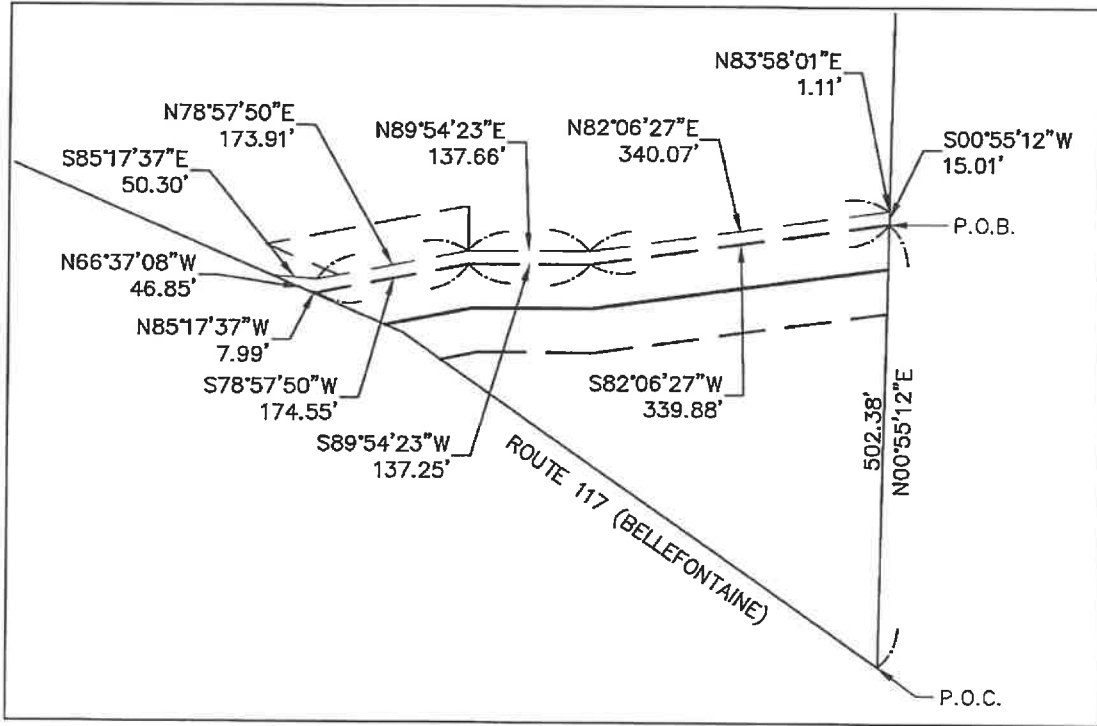 N83°58'01"E
1.11'
N78°57'50"E
173.91'
N89°54'23"E
137.66'
N82°06'27"E
340.07'
S00°55'12"W
15.01'
S85°17'37"E
50.30'
P.O.B.
N66°37'08"W
46.85'
N85°17'37"W
7.99'
S78°57'50"W
174.55'
S82°06'27"W
339.88'
S89°54'23"W
137.25'
502.38'
N00°55'12"E
ROUTE 117 (BELLEFONTAINE)
P.O.C.